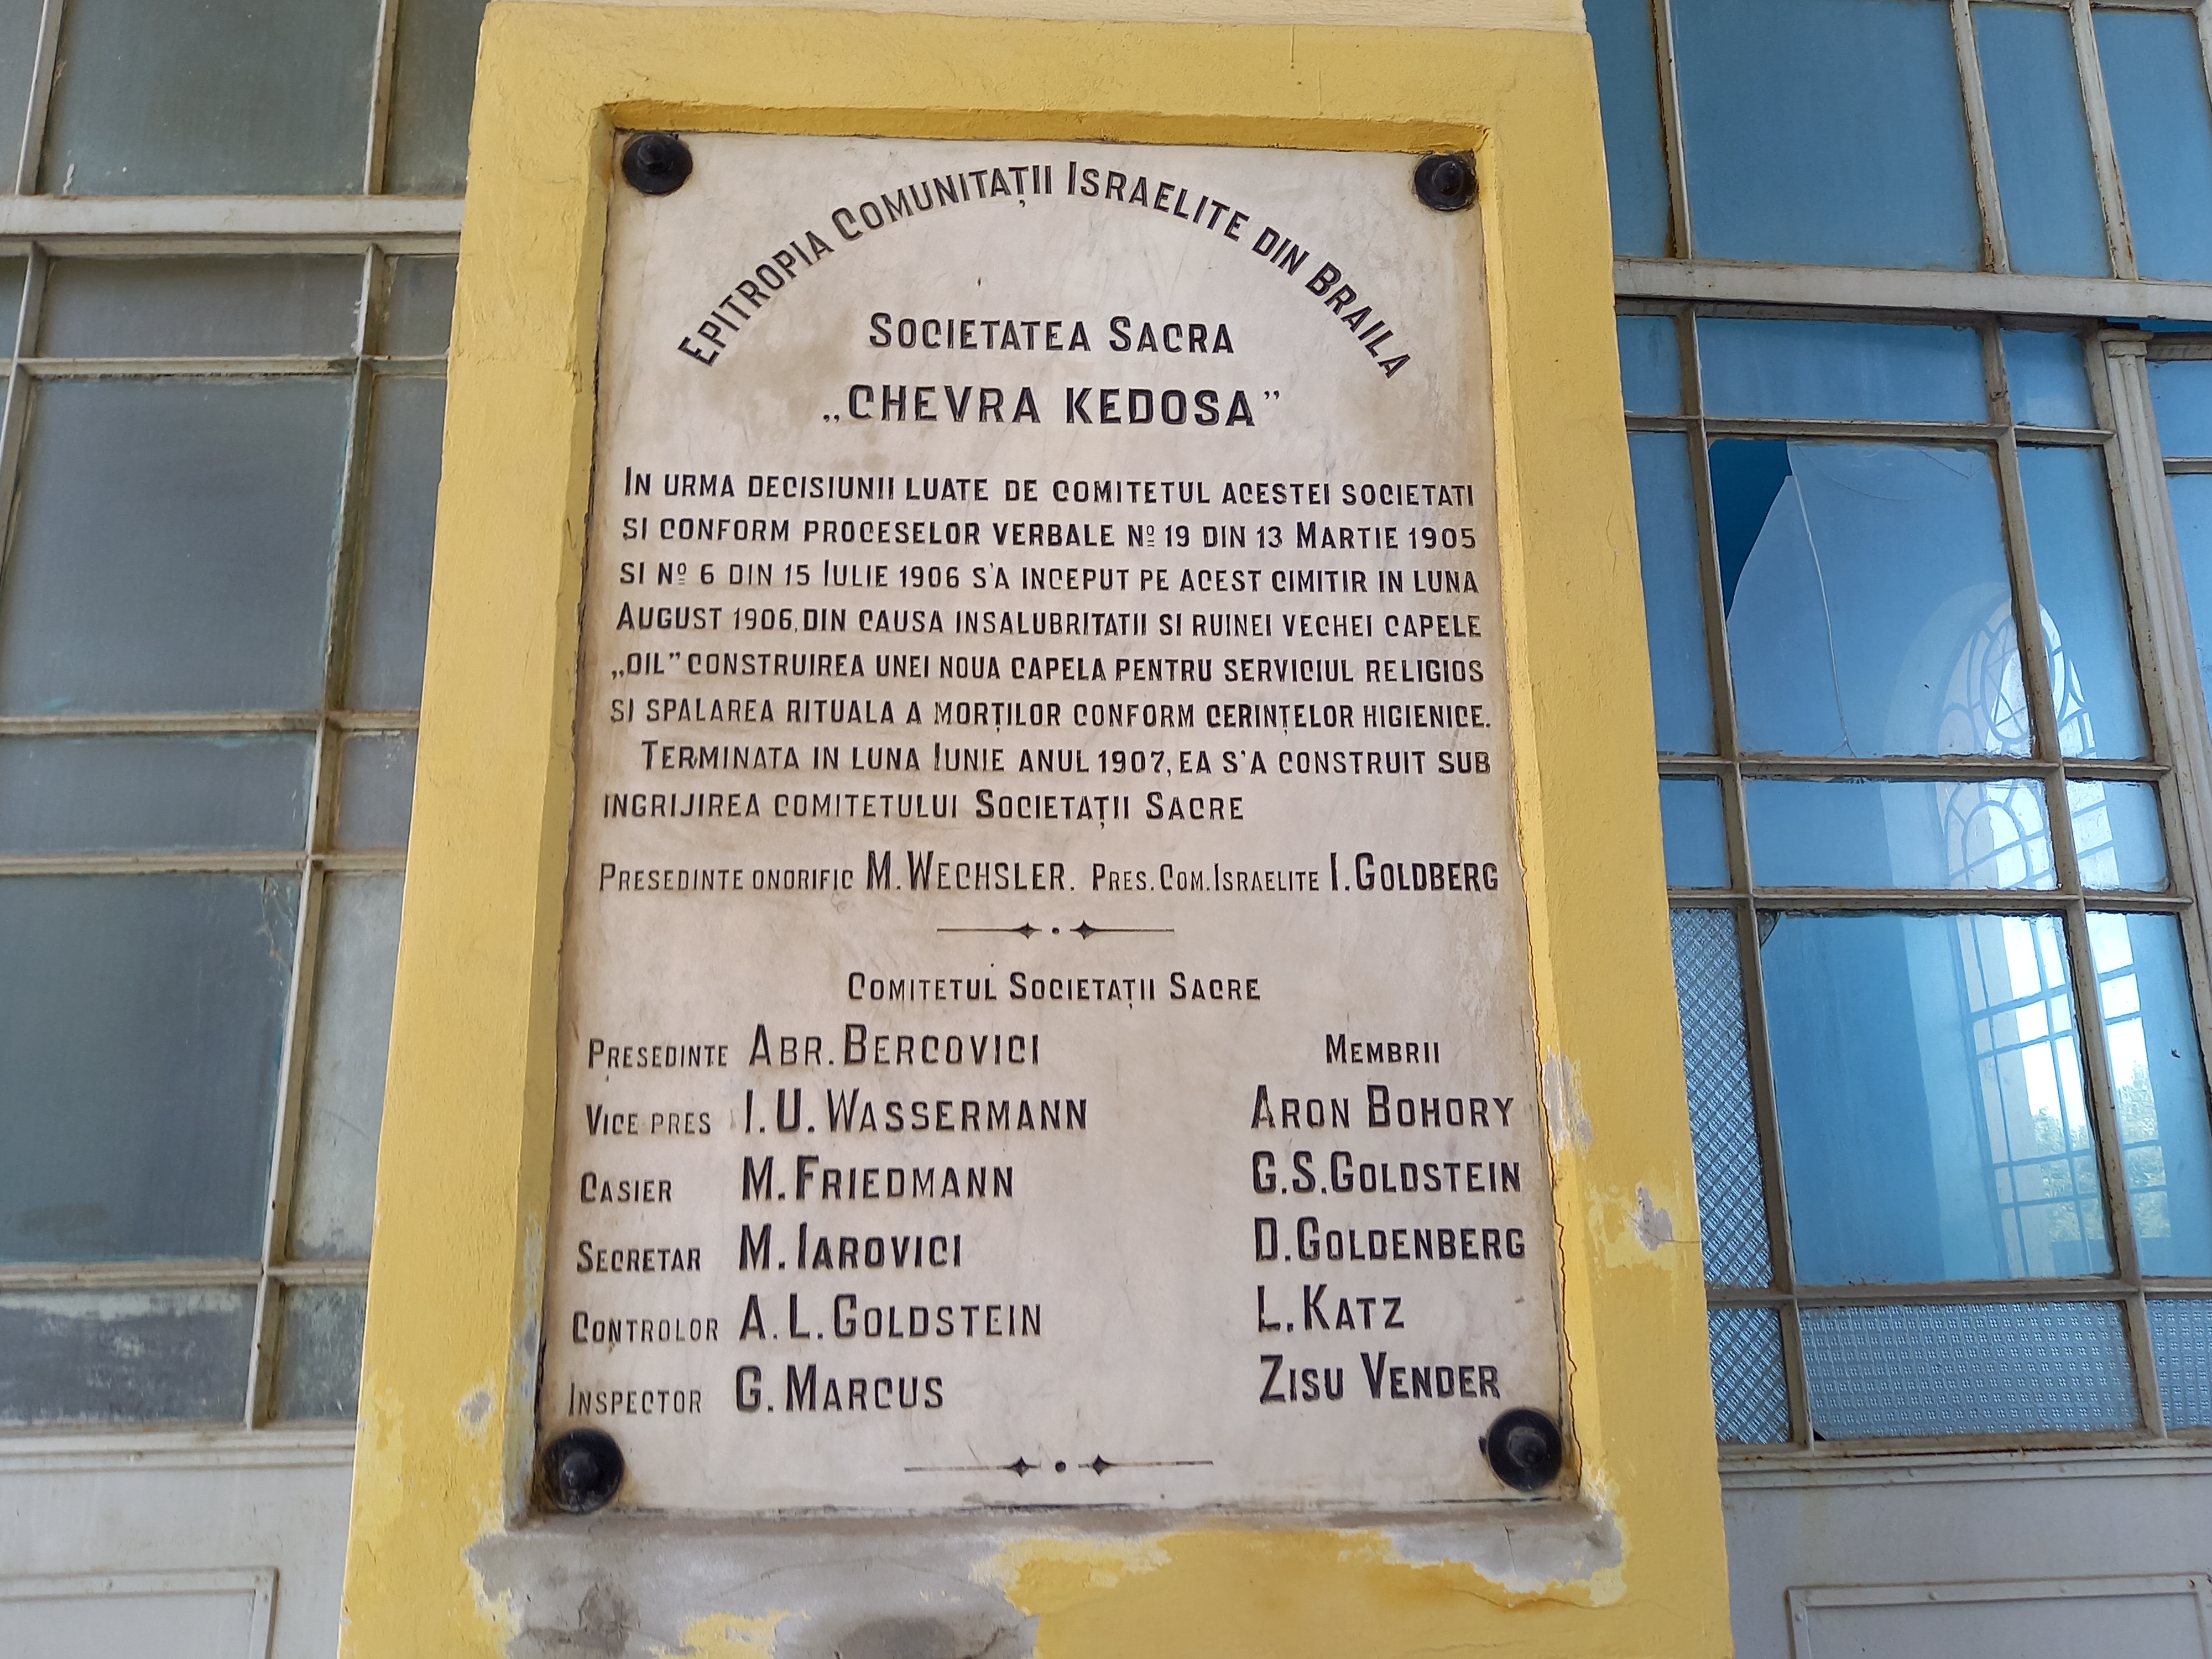 EPITROPIA COMUNITAȚII ISRAELITE DIN BRAILA
SOCIETATEA SACRA
„CHEVRA KEDOSA”
IN URMA DECISIUNII LUATE DE COMITETUL ACESTEI SOCIETATI
SI CONFORM PROCESELOR VERBALE Nº 19 DIN 13 MARTIE 1905
SI Nº 6 DIN 15 IULIE 1906 S'A INCEPUT PE ACEST CIMITIR IN LUNA
AUGUST 1906, DIN CAUSA INSALUBRITATII SI RUINEI VECHEI CAPELE
„OIL” CONSTRUIREA UNEI NOUA CAPELA PENTRU SERVICIUL RELIGIOS
SI SPALAREA RITUALA A MORȚILOR CONFORM CERINȚELOR HIGIENICE.
TERMINATA IN LUNA IUNIE ANUL 1907, EA S'A CONSTRUIT SUB
INGRIJIREA COMITETULUI SOCIETAȚII SACRE
PRESEDINTE ONORIFIC M. WECHSLER. PRES. COM. ISRAELITE I. GOLDBERG
COMITETUL SOCIETAȚII SACRE
PREȘEDINTE ABR. BERCOVICI
VICE PRES I. U. WASSERMANN
CASIER M. FRIEDMANN
SECRETAR M. IAROVICI
CONTROLOR A. L. GOLDSTEIN
INSPECTOR G. MARCUS
MEMBRII
ARON BOHORY
G. S. GOLDSTEIN
D. GOLDENBERG
L. KATZ
ZISU VENDER